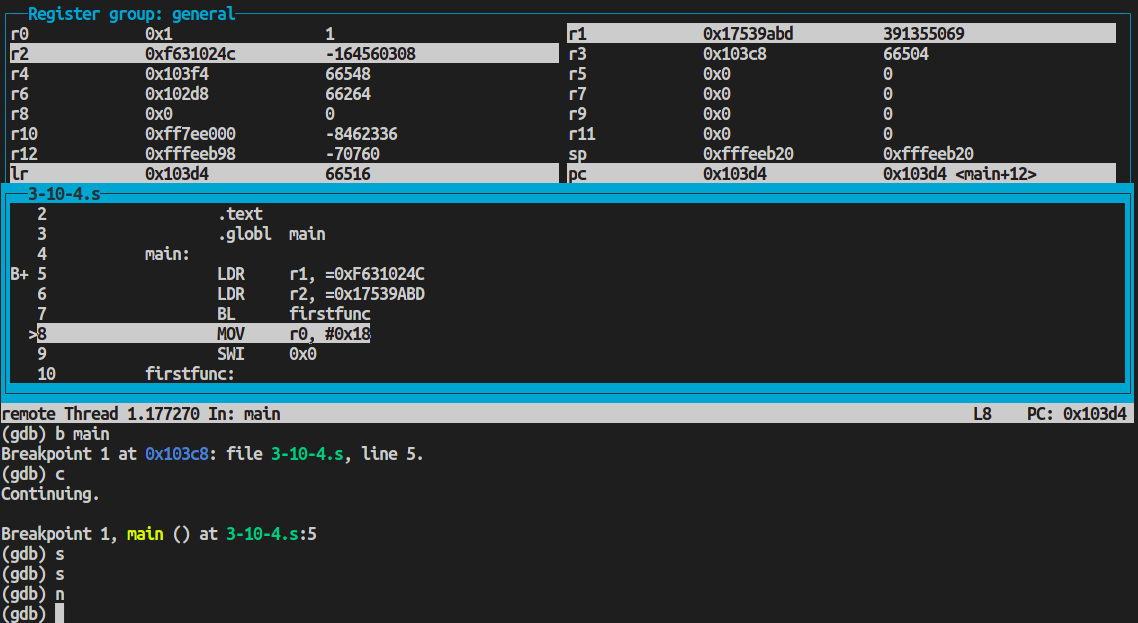 Register group: general
r0 0x1 1 r1 0x17539abd 391355069
r2 0xf631024c -164560308 r3 0x103c8 66504
r4 0x103f4 66548 r5 0x0 0
r6 0x102d8 66264 r7 0x0 0
r8 0x0 0 r9 0x0 0
r10 0xff7ee000 -8462336 r11 0x0 0
r12 0xfffeeb98 -70760 sp 0xfffeeb20 0xfffeeb20
lr 0x103d4 66516 pc 0x103d4 0x103d4 <main+12>
3-10-4.s
2 .text
3 .globl main
4 main:
B+ 5 LDR r1, =0xF631024C
6 LDR r2, =0x17539ABD
7 BL firstfunc
>8 MOV r0, #0x18
9 SWI 0x0
10 firstfunc:
remote Thread 1.177270 In: main L8 PC: 0x103d4
(gdb) b main
Breakpoint 1 at 0x103c8: file 3-10-4.s, line 5.
(gdb) c
Continuing.
Breakpoint 1, main () at 3-10-4.s:5
(gdb) s
(gdb) s
(gdb) n
(gdb)